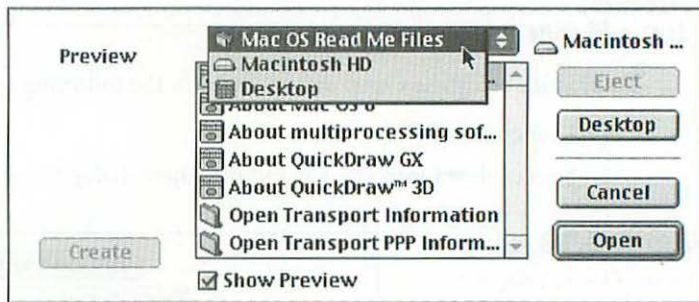 Preview
Mac OS Read Me Files
Macintosh HD
Desktop
About Mac OS 8
About multiprocessing sof...
About QuickDraw GX
About QuickDraw™ 3D
Open Transport Information
Open Transport PPP Inform...
Show Preview
Create
Macintosh ...
Eject
Desktop
Cancel
Open